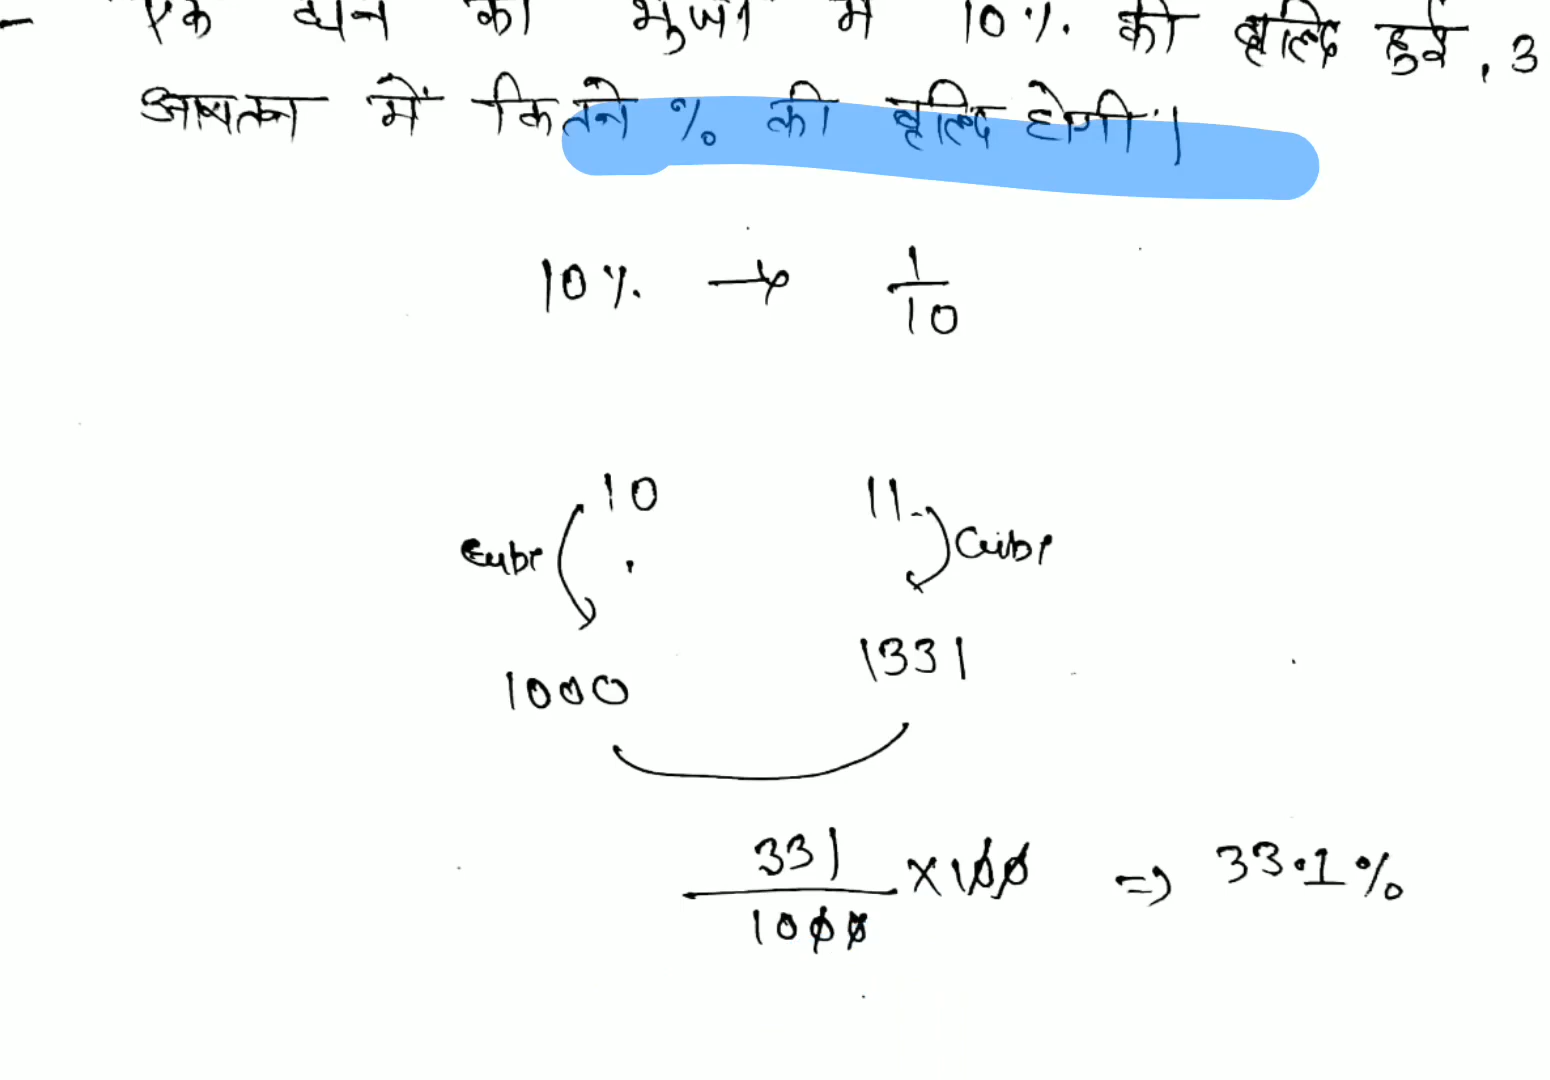 - एक घन की भुजा में 10% की वृद्धि हुई,
आयतन में कितने % की वृद्धि होगी।
10% → 1/10
10 11
Cube Cube
1000 1331
331/1000 × 100 ⇒ 33.1%